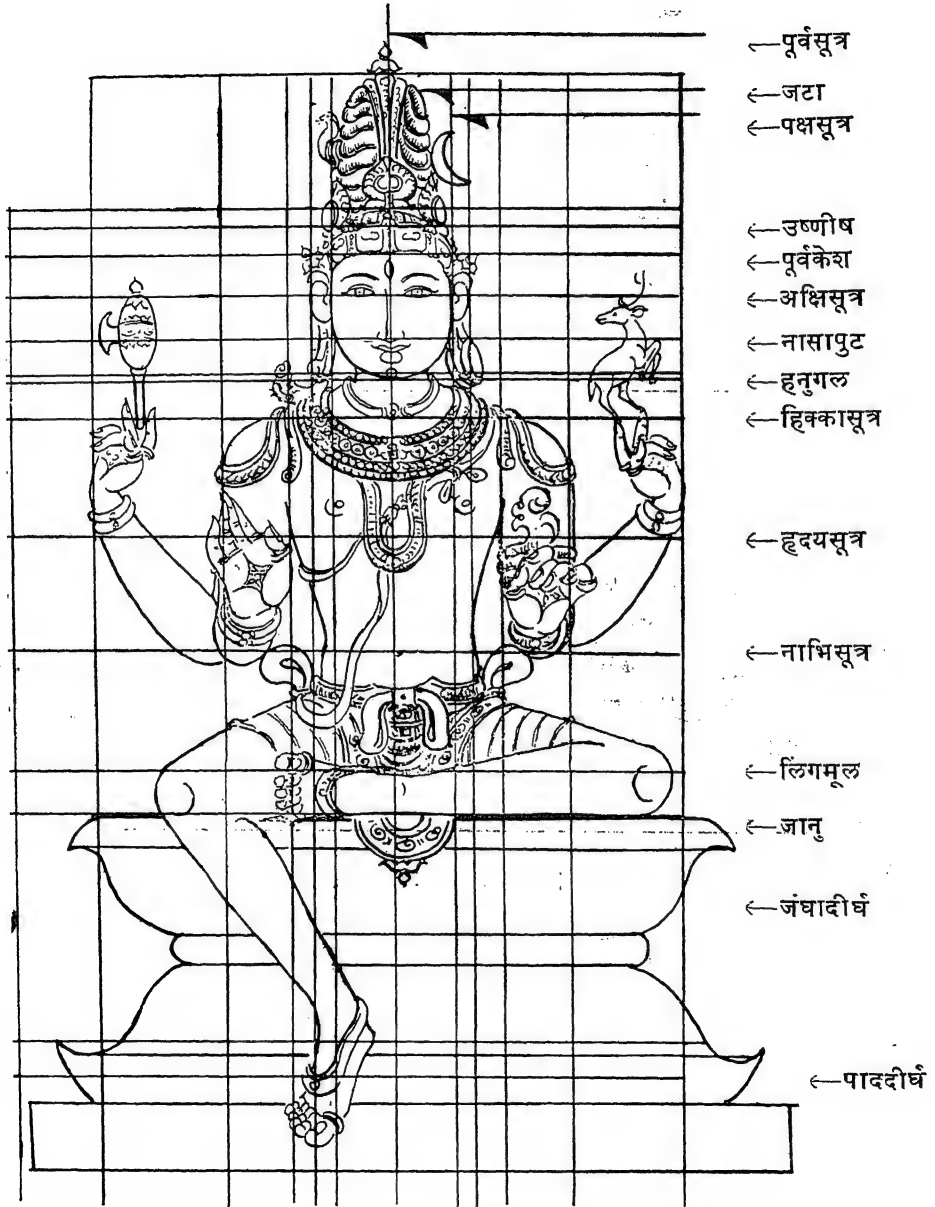 ←पूर्वसूत्र
←जटा
←पक्षसूत्र
←उष्णीष
←पूर्वकेश
←अक्षिसूत्र
←नासापुट
←हनुगल
←हिक्कासूत्र
←हृदयसूत्र
←नाभिसूत्र
←लिंगमूल
←जानु
←जंघादीर्घ
←पाददीर्घ